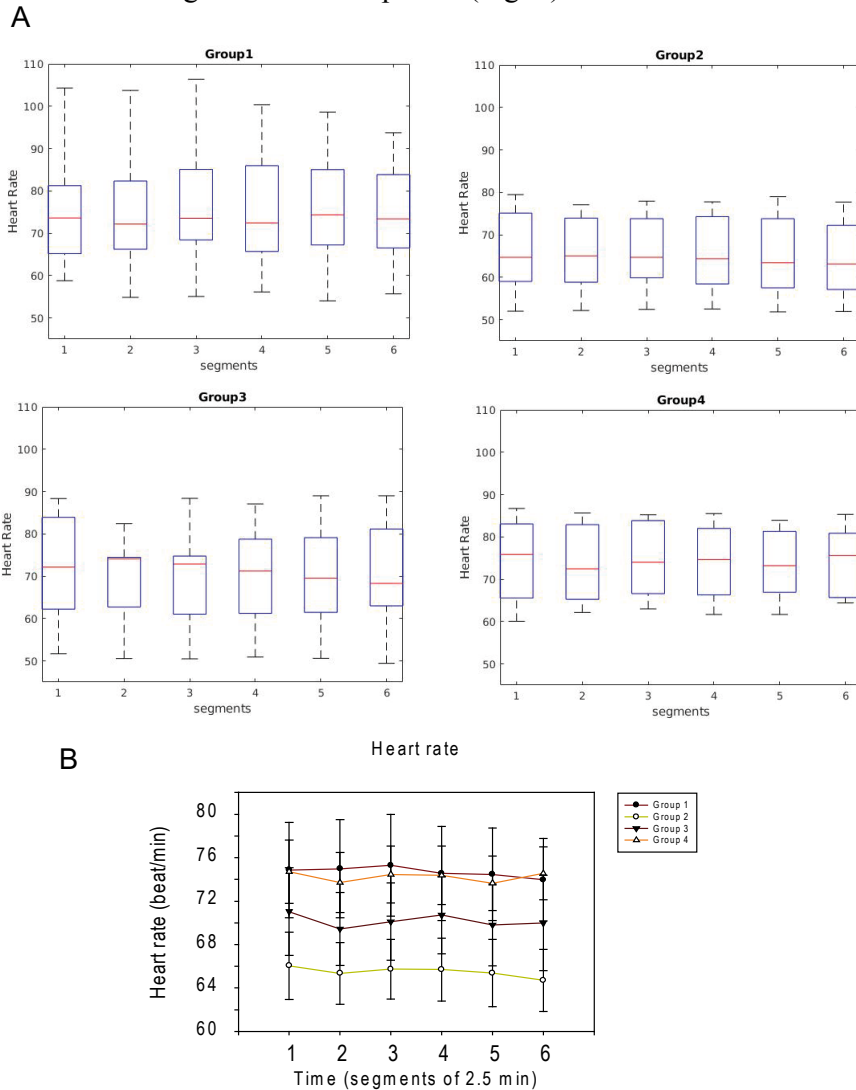 A
Group1
110
100
90
80
70
60
50
Heart Rate
1 2 3 4 5 6
segments
Group2
110
100
90
80
70
60
50
Heart Rate
1 2 3 4 5 6
segments
Group3
110
100
90
80
70
60
50
Heart Rate
1 2 3 4 5 6
segments
Group4
110
100
90
80
70
60
50
Heart Rate
1 2 3 4 5 6
segments
B
Heart rate
80
76
72
68
64
60
Heart rate (beat/min)
1 2 3 4 5 6
Time (segments of 2.5 min)
Group 1
Group 2
Group 3
Group 4